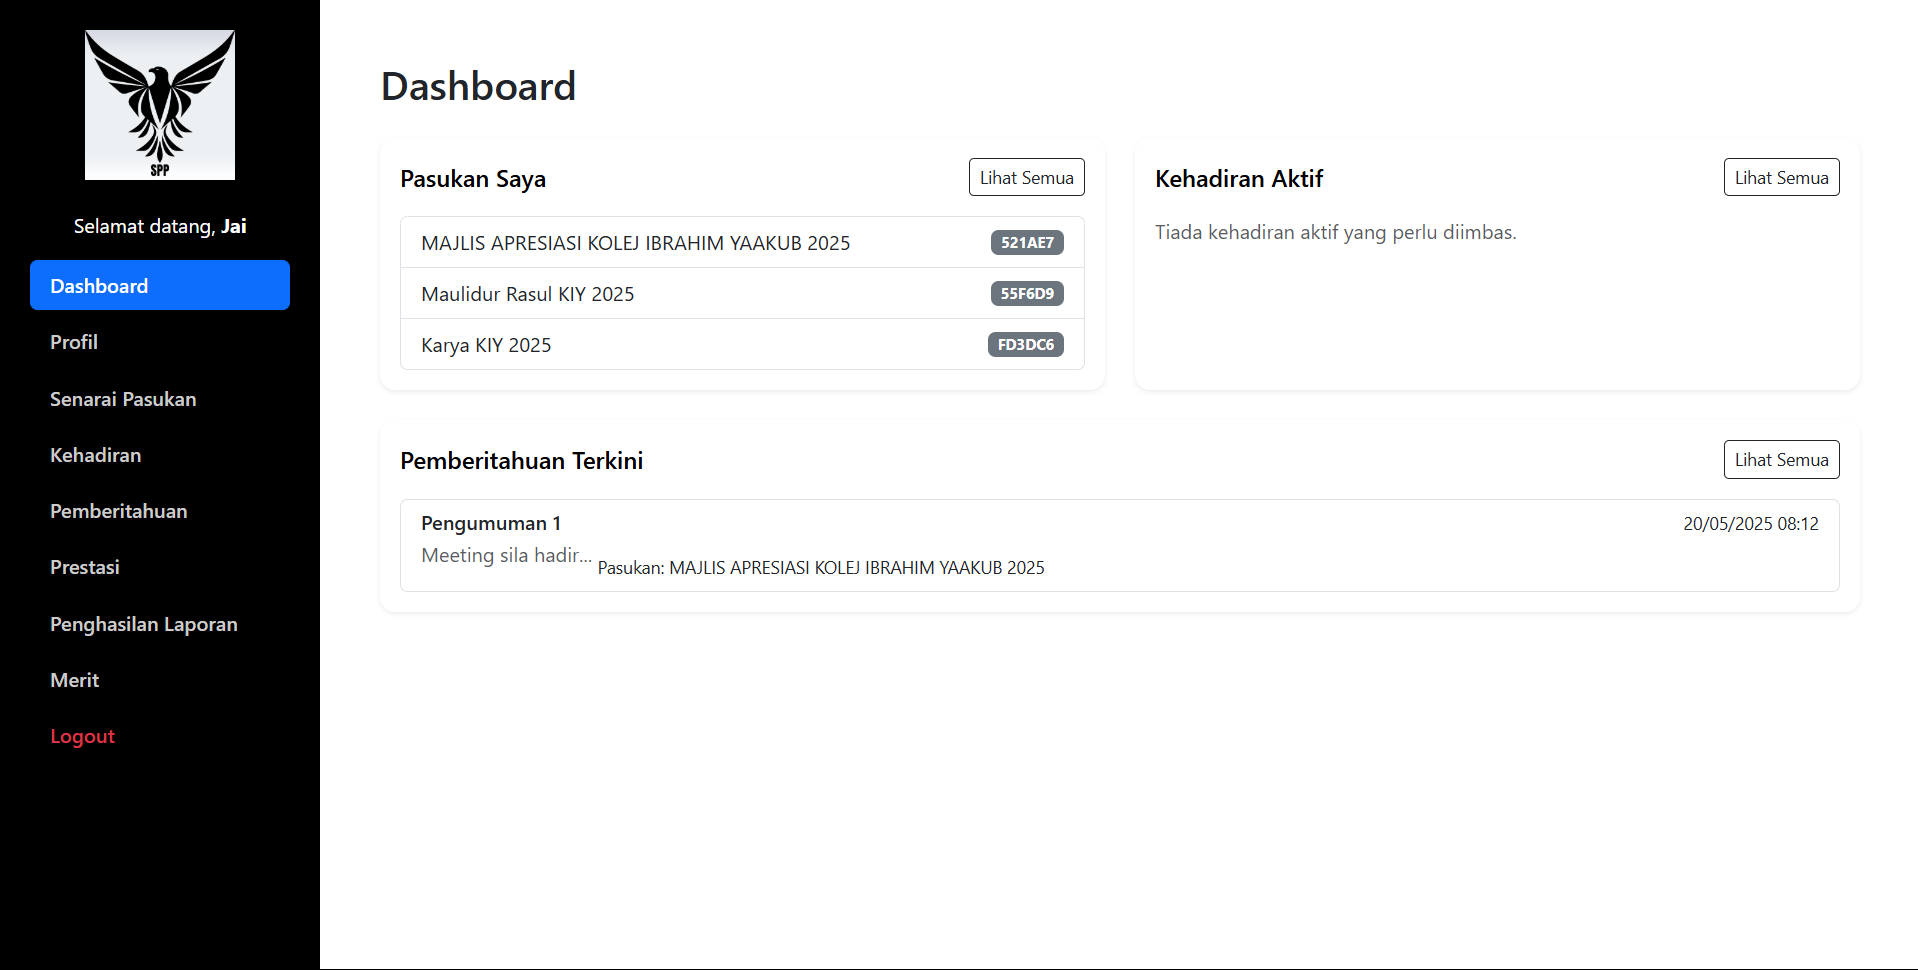 SPP
Selamat datang, Jai
Dashboard
Profil
Senarai Pasukan
Kehadiran
Pemberitahuan
Prestasi
Penghasilan Laporan
Merit
Logout
Dashboard
Pasukan Saya
Lihat Semua
MAJLIS APRESIASI KOLEJ IBRAHIM YAAKUB 2025 521AE7
Maulidur Rasul KIY 2025 55F6D9
Karya KIY 2025 FD3DC6
Kehadiran Aktif
Lihat Semua
Tiada kehadiran aktif yang perlu diimbas.
Pemberitahuan Terkini
Lihat Semua
Pengumuman 1 20/05/2025 08:12
Meeting sila hadir... Pasukan: MAJLIS APRESIASI KOLEJ IBRAHIM YAAKUB 2025